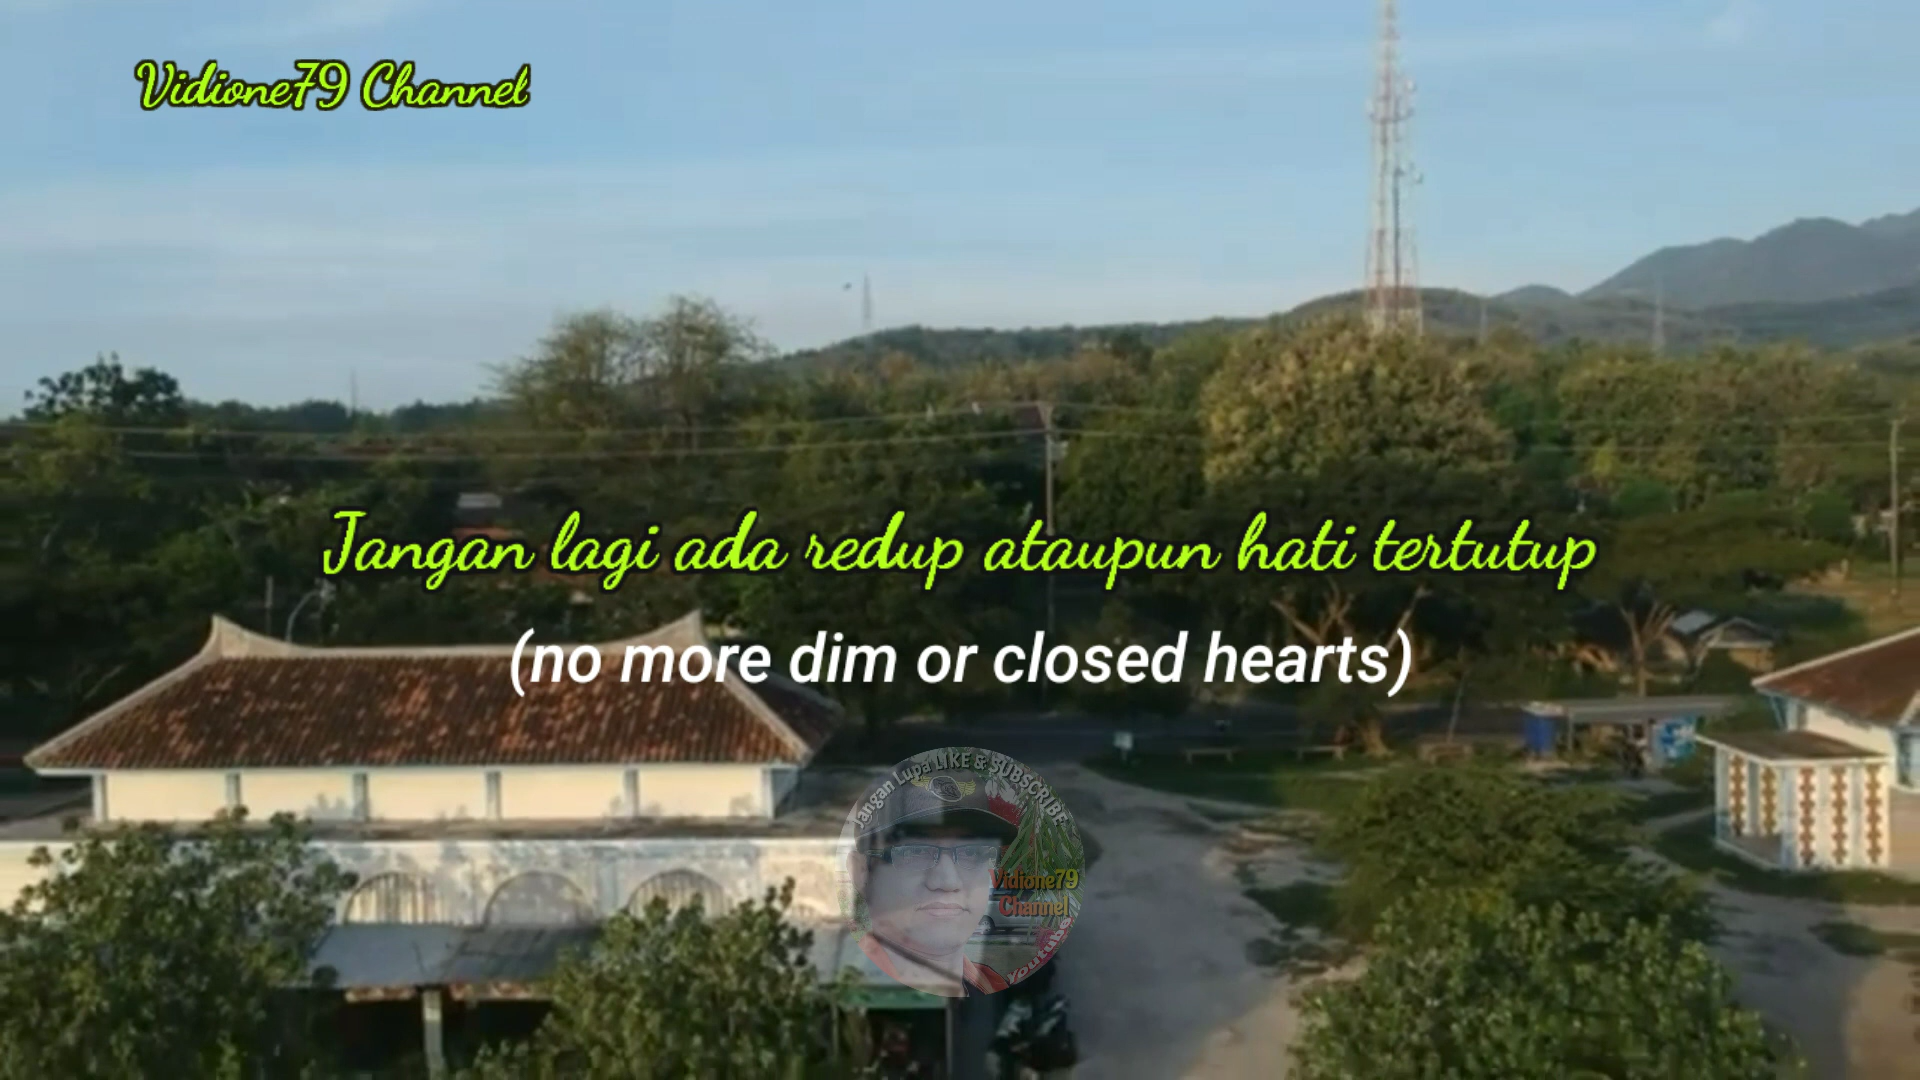 Vidione79 Channel
Jangan lagi ada redup ataupun hati tertutup
(no more dim or closed hearts)
Jangan Lupa LIKE & SUBSCRIBE
Vidione79
Channel
Youtube